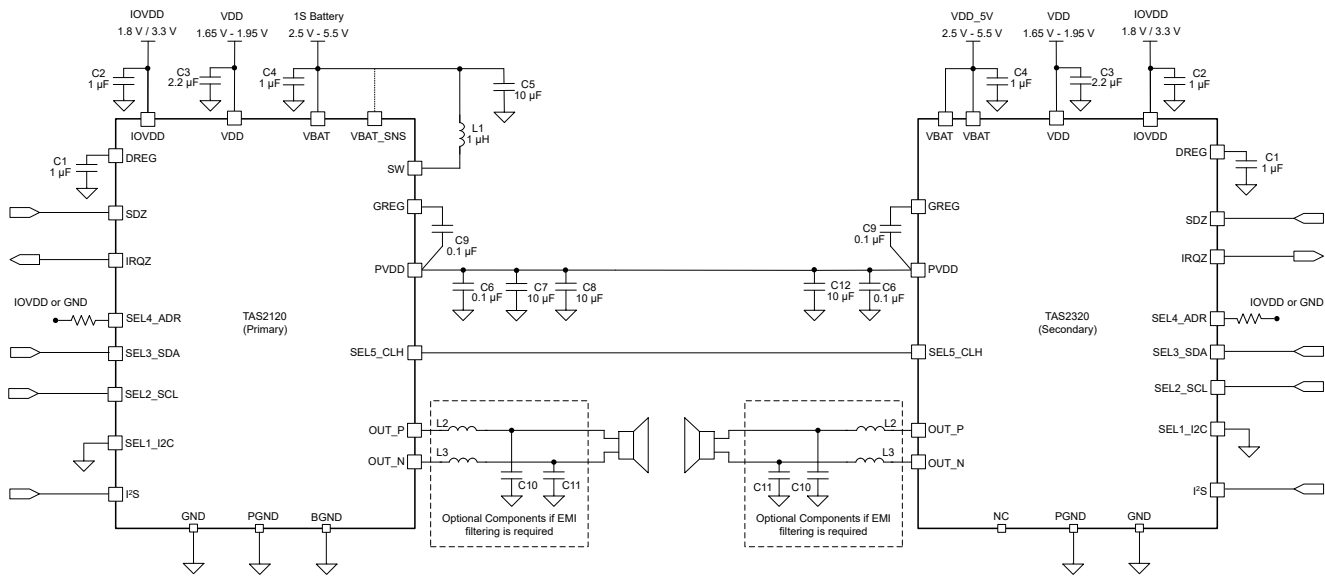 IOVDD
1.8 V / 3.3 V
VDD
1.65 V - 1.95 V
1S Battery
2.5 V - 5.5 V
C2
1 µF
C3
2.2 µF
C4
1 µF
C5
10 µF
L1
1 µH
IOVDD
VDD
VBAT
VBAT_SNS
C1
1 µF
DREG
SW
SDZ
GREG
C9
0.1 µF
IRQZ
PVDD
C6
0.1 µF
C7
10 µF
C8
10 µF
IOVDD or GND
SEL4_ADR
TAS2120
(Primary)
SEL3_SDA
SEL5_CLH
SEL2_SCL
OUT_P
L2
SEL1_I2C
OUT_N
L3
C10
C11
I²S
Optional Components if EMI
filtering is required
GND
PGND
BGND
VDD_5V
2.5 V - 5.5 V
VDD
1.65 V - 1.95 V
IOVDD
1.8 V / 3.3 V
C4
1 µF
C3
2.2 µF
C2
1 µF
VBAT
VBAT
VDD
IOVDD
DREG
C1
1 µF
GREG
C9
0.1 µF
SDZ
IRQZ
PVDD
C12
10 µF
C6
0.1 µF
IOVDD or GND
TAS2320
(Secondary)
SEL4_ADR
SEL5_CLH
SEL3_SDA
SEL2_SCL
L2
OUT_P
SEL1_I2C
L3
OUT_N
C11
C10
I²S
Optional Components if EMI
filtering is required
NC
PGND
GND